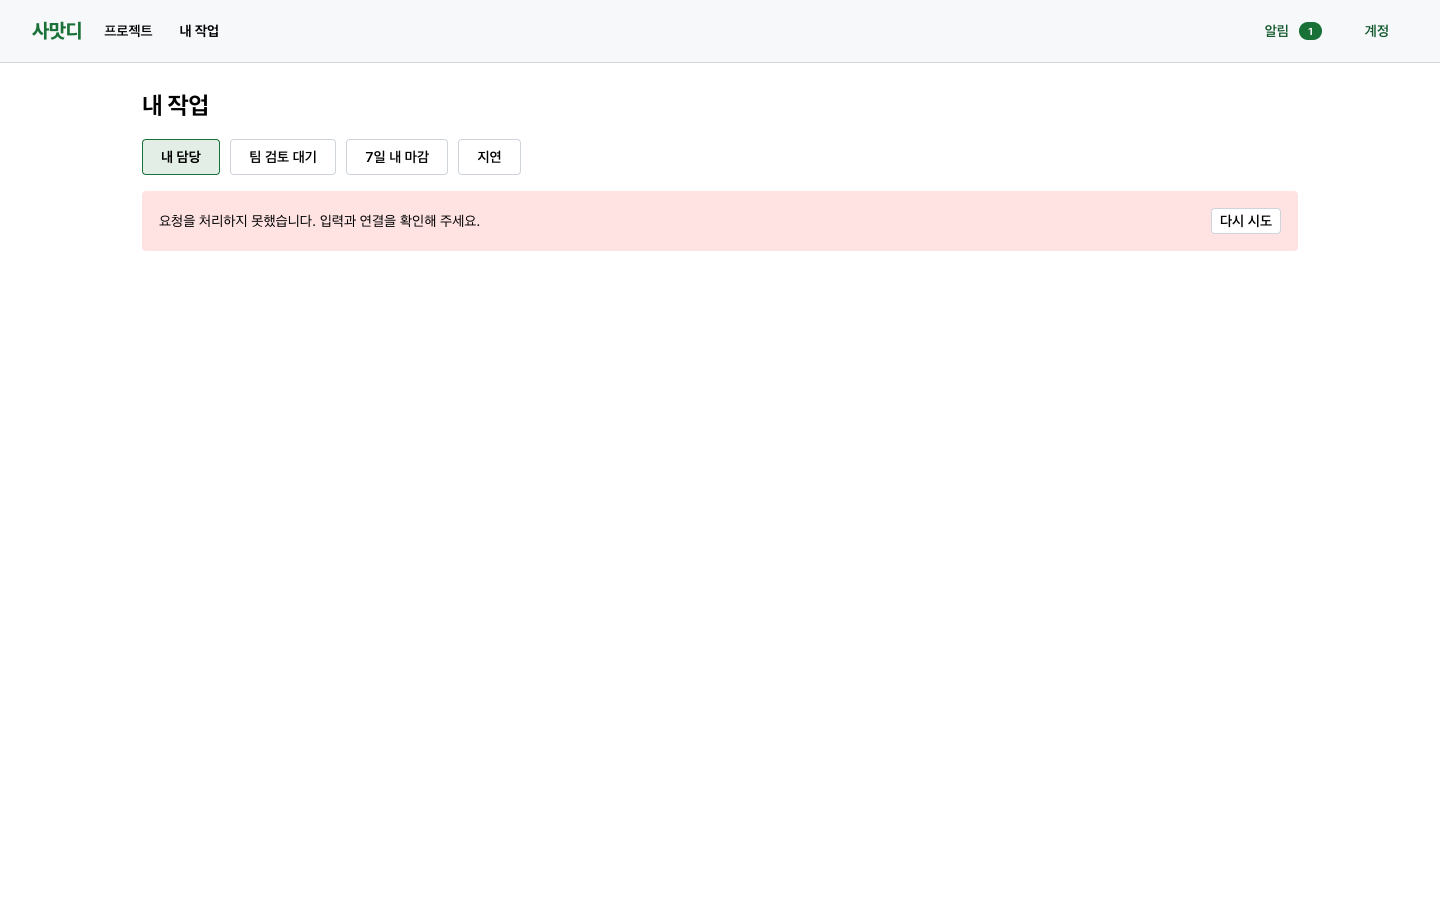 사맛디 프로젝트 내 작업 알림 1 계정
내 작업
내 담당 팀 검토 대기 7일 내 마감 지연
요청을 처리하지 못했습니다. 입력과 연결을 확인해 주세요. 다시 시도